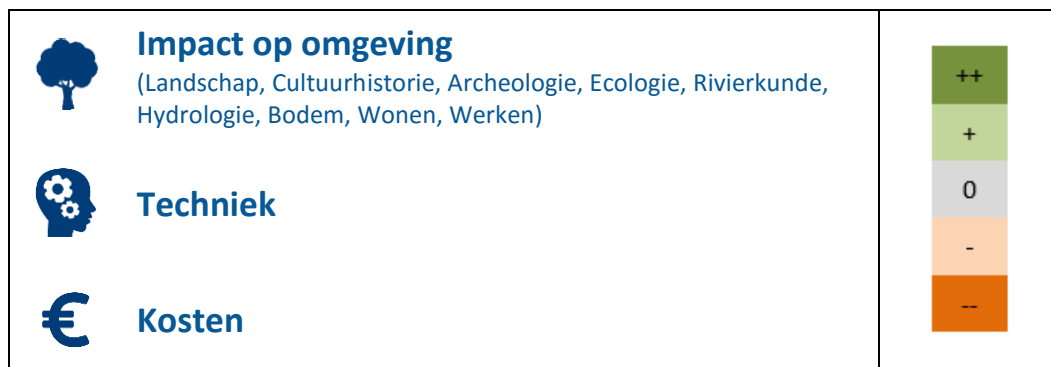 Impact op omgeving
(Landschap, Cultuurhistorie, Archeologie, Ecologie, Rivierkunde,
Hydrologie, Bodem, Wonen, Werken)
Techniek
€ Kosten
++
+
0
-
--